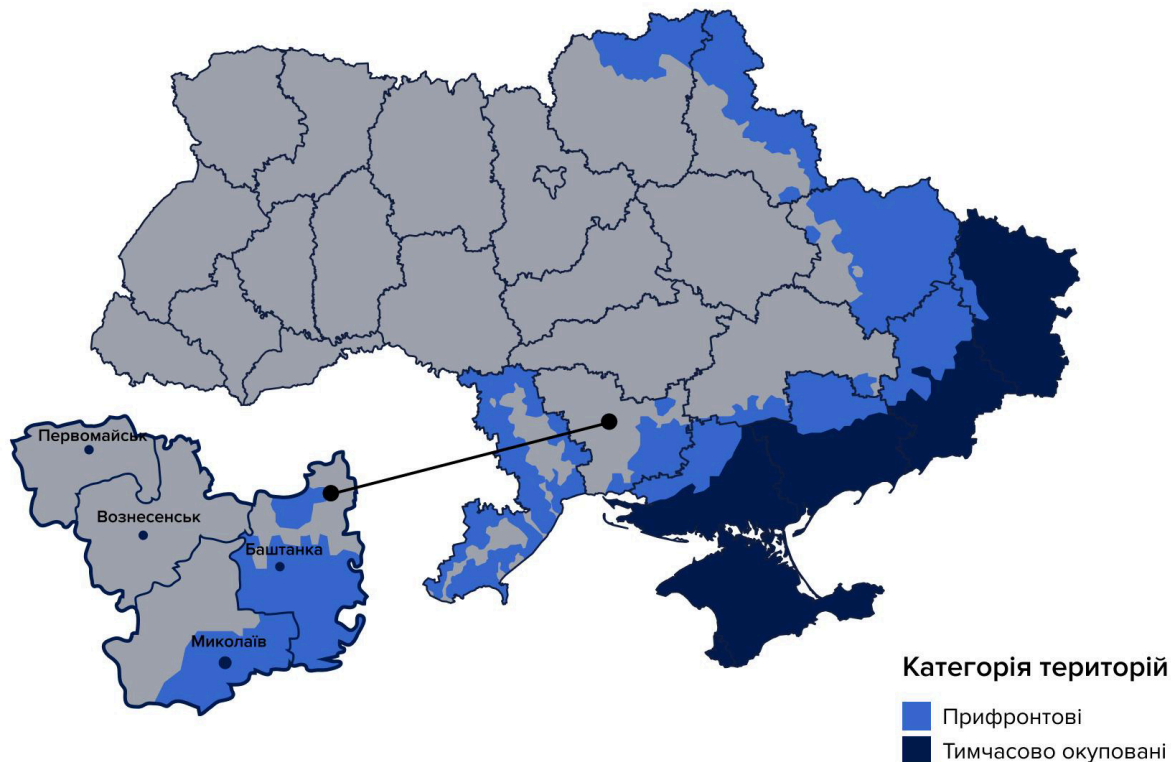 Первомайськ
Вознесенськ
Баштанка
Миколаїв
Категорія територій
Прифронтові
Тимчасово окуповані